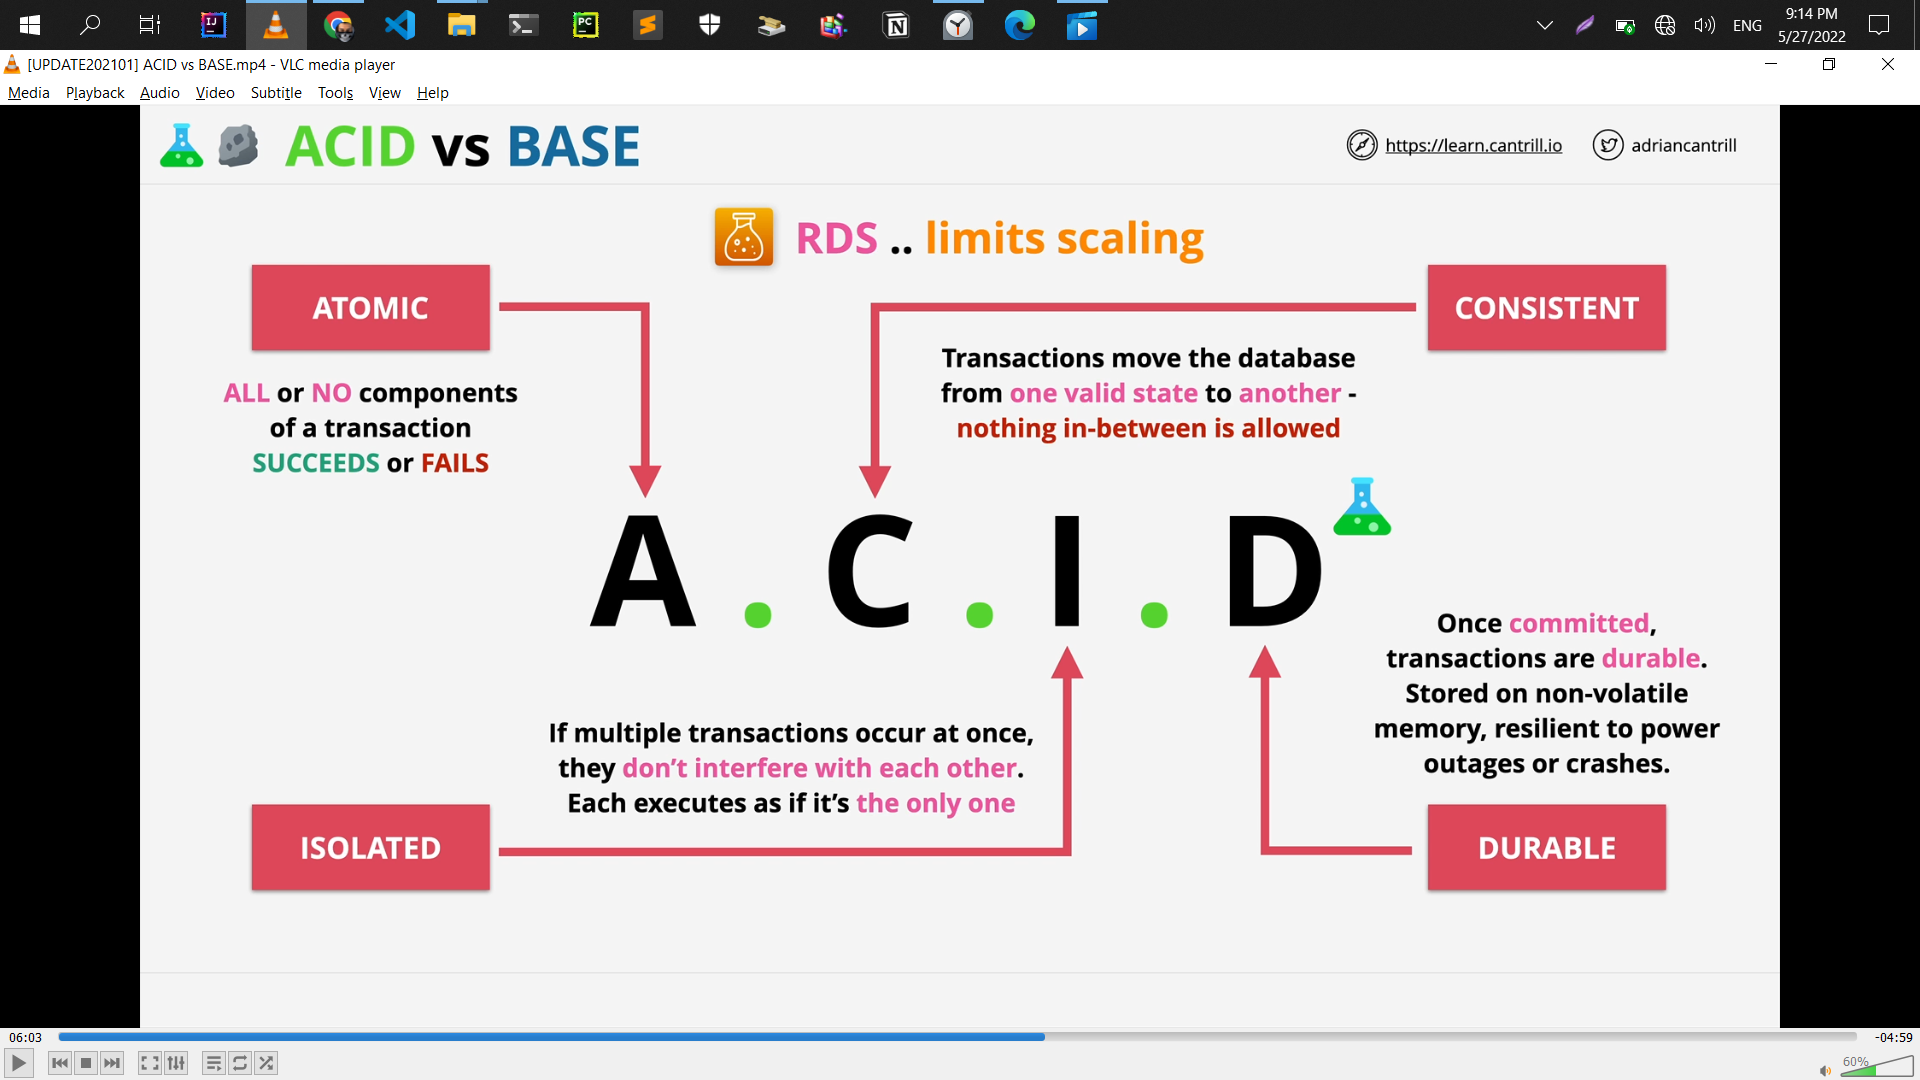 IJ
PC
N
ENG
9:14 PM
5/27/2022
[UPDATE202101] ACID vs BASE.mp4 - VLC media player
Media Playback Audio Video Subtitle Tools View Help
ACID vs BASE
https://learn.cantrill.io
adriancantrill
RDS .. limits scaling
ATOMIC
CONSISTENT
ALL or NO components
of a transaction
SUCCEEDS or FAILS
Transactions move the database
from one valid state to another -
nothing in-between is allowed
A . C . I . D
If multiple transactions occur at once,
they don't interfere with each other.
Each executes as if it's the only one
Once committed,
transactions are durable.
Stored on non-volatile
memory, resilient to power
outages or crashes.
ISOLATED
DURABLE
06:03
-04:59
60%